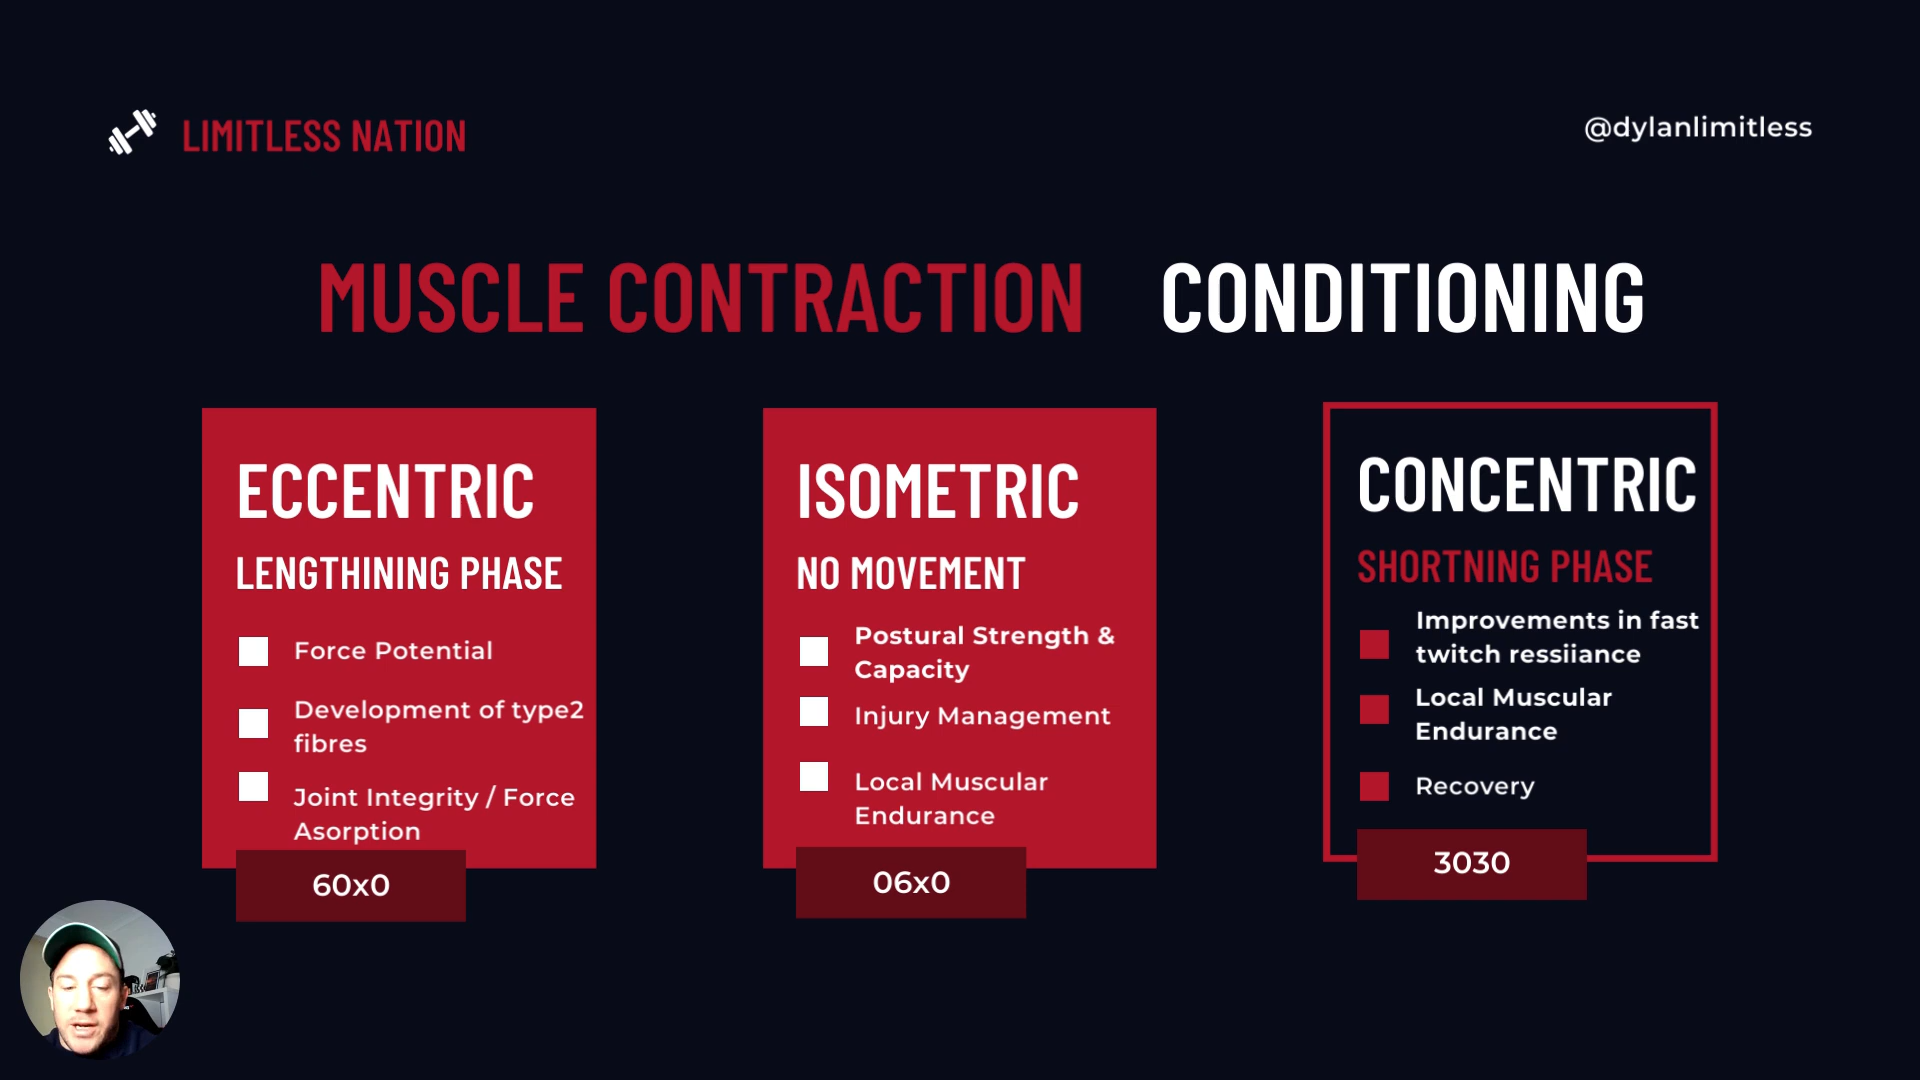 LIMITLESS NATION
@dylanlimitless
MUSCLE CONTRACTION CONDITIONING
ECCENTRIC
LENGTHINING PHASE
Force Potential
Development of type2
fibres
Joint Integrity / Force
Asorption
60x0
ISOMETRIC
NO MOVEMENT
Postural Strength &
Capacity
Injury Management
Local Muscular
Endurance
06x0
CONCENTRIC
SHORTNING PHASE
Improvements in fast
twitch ressiiance
Local Muscular
Endurance
Recovery
3030